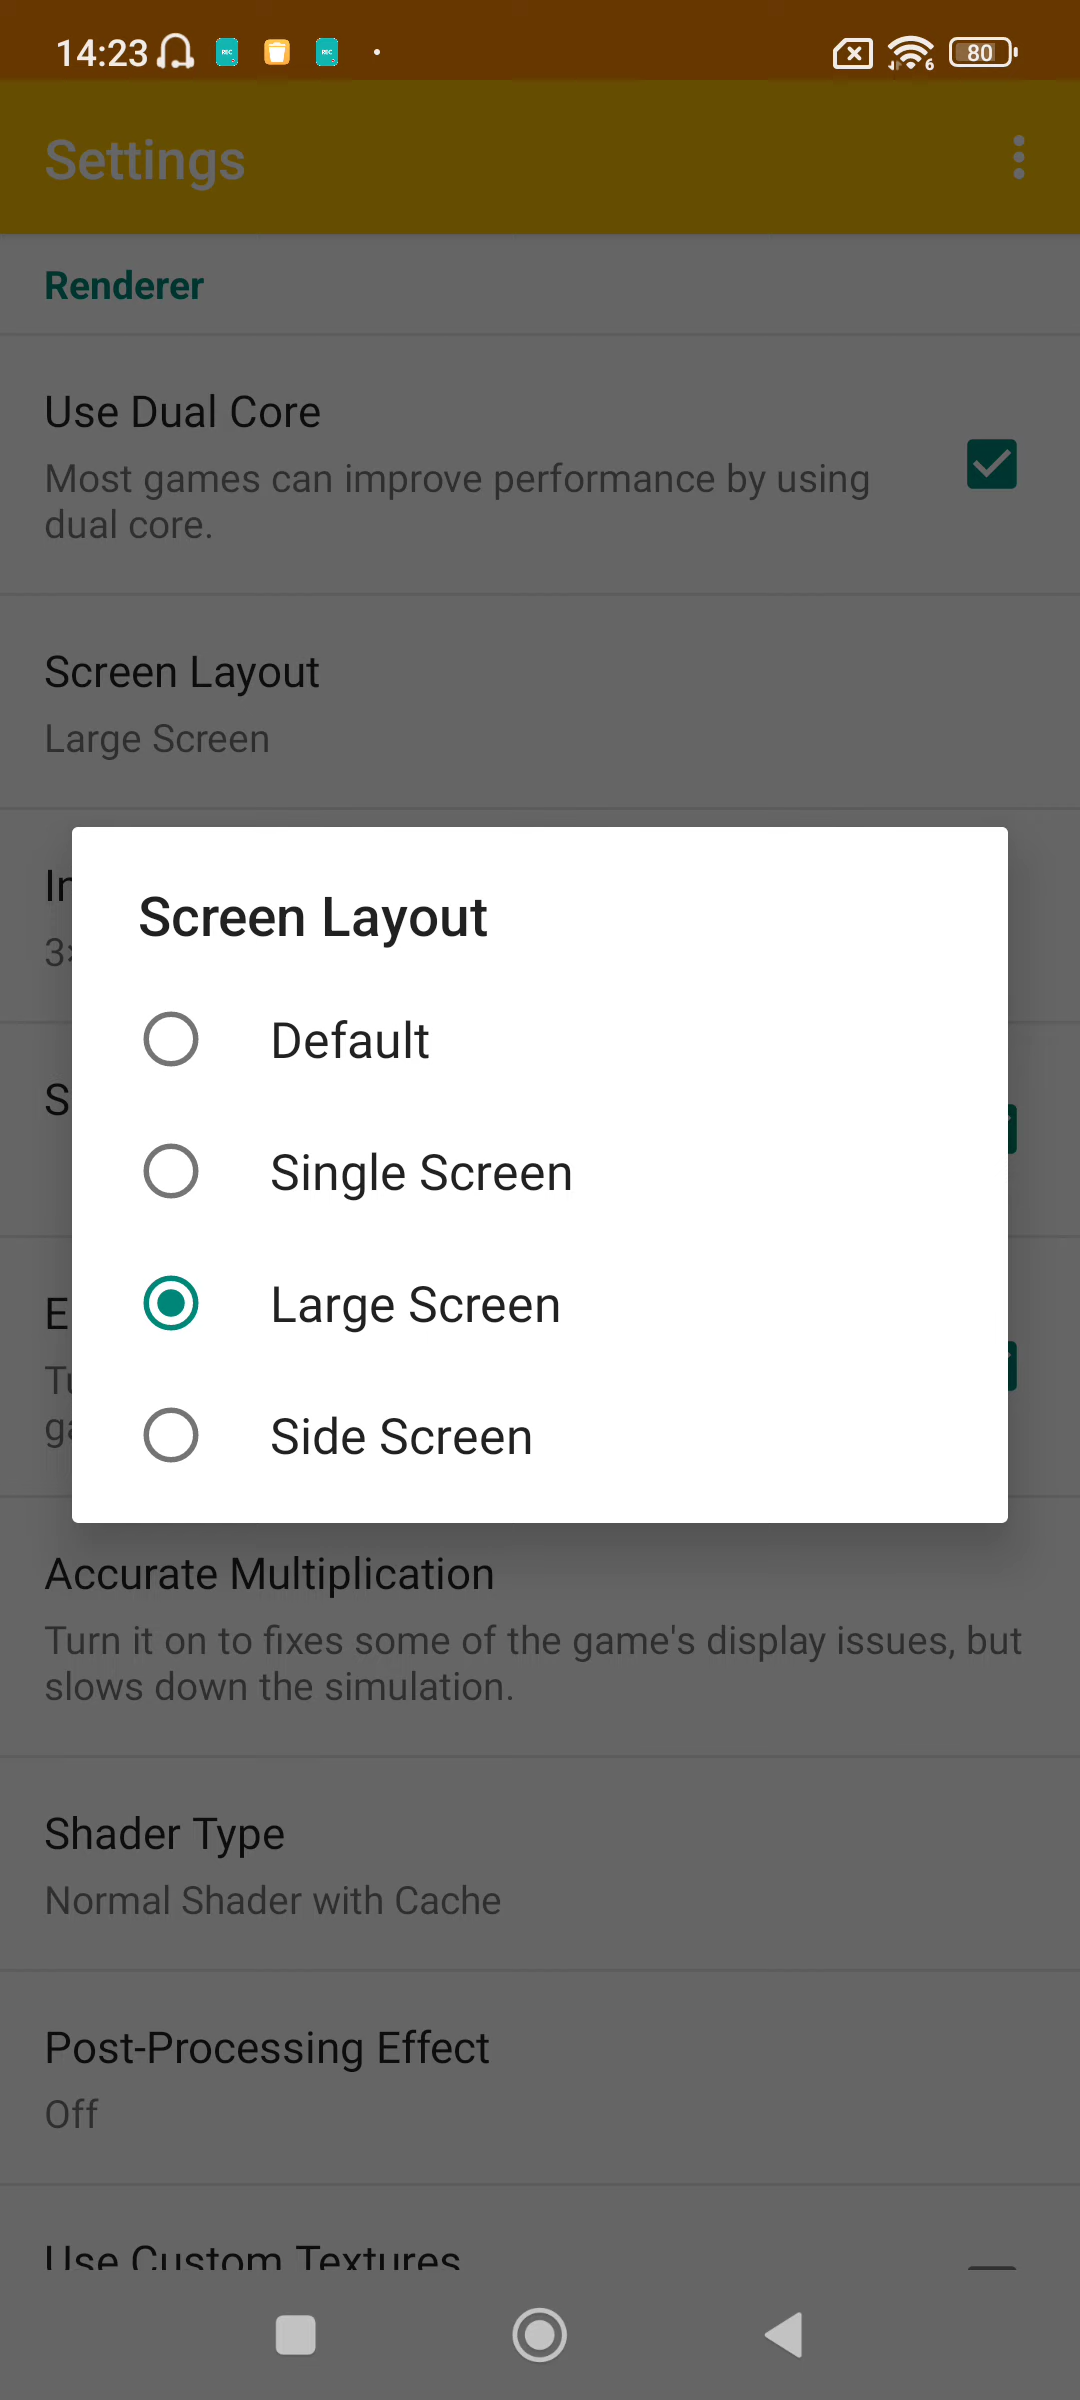 14:23
80
Settings
Renderer
Use Dual Core
Most games can improve performance by using
dual core.
Screen Layout
Large Screen
Screen Layout
Default
Single Screen
Large Screen
Side Screen
Accurate Multiplication
Turn it on to fixes some of the game's display issues, but
slows down the simulation.
Shader Type
Normal Shader with Cache
Post-Processing Effect
Off
Use Custom Textures